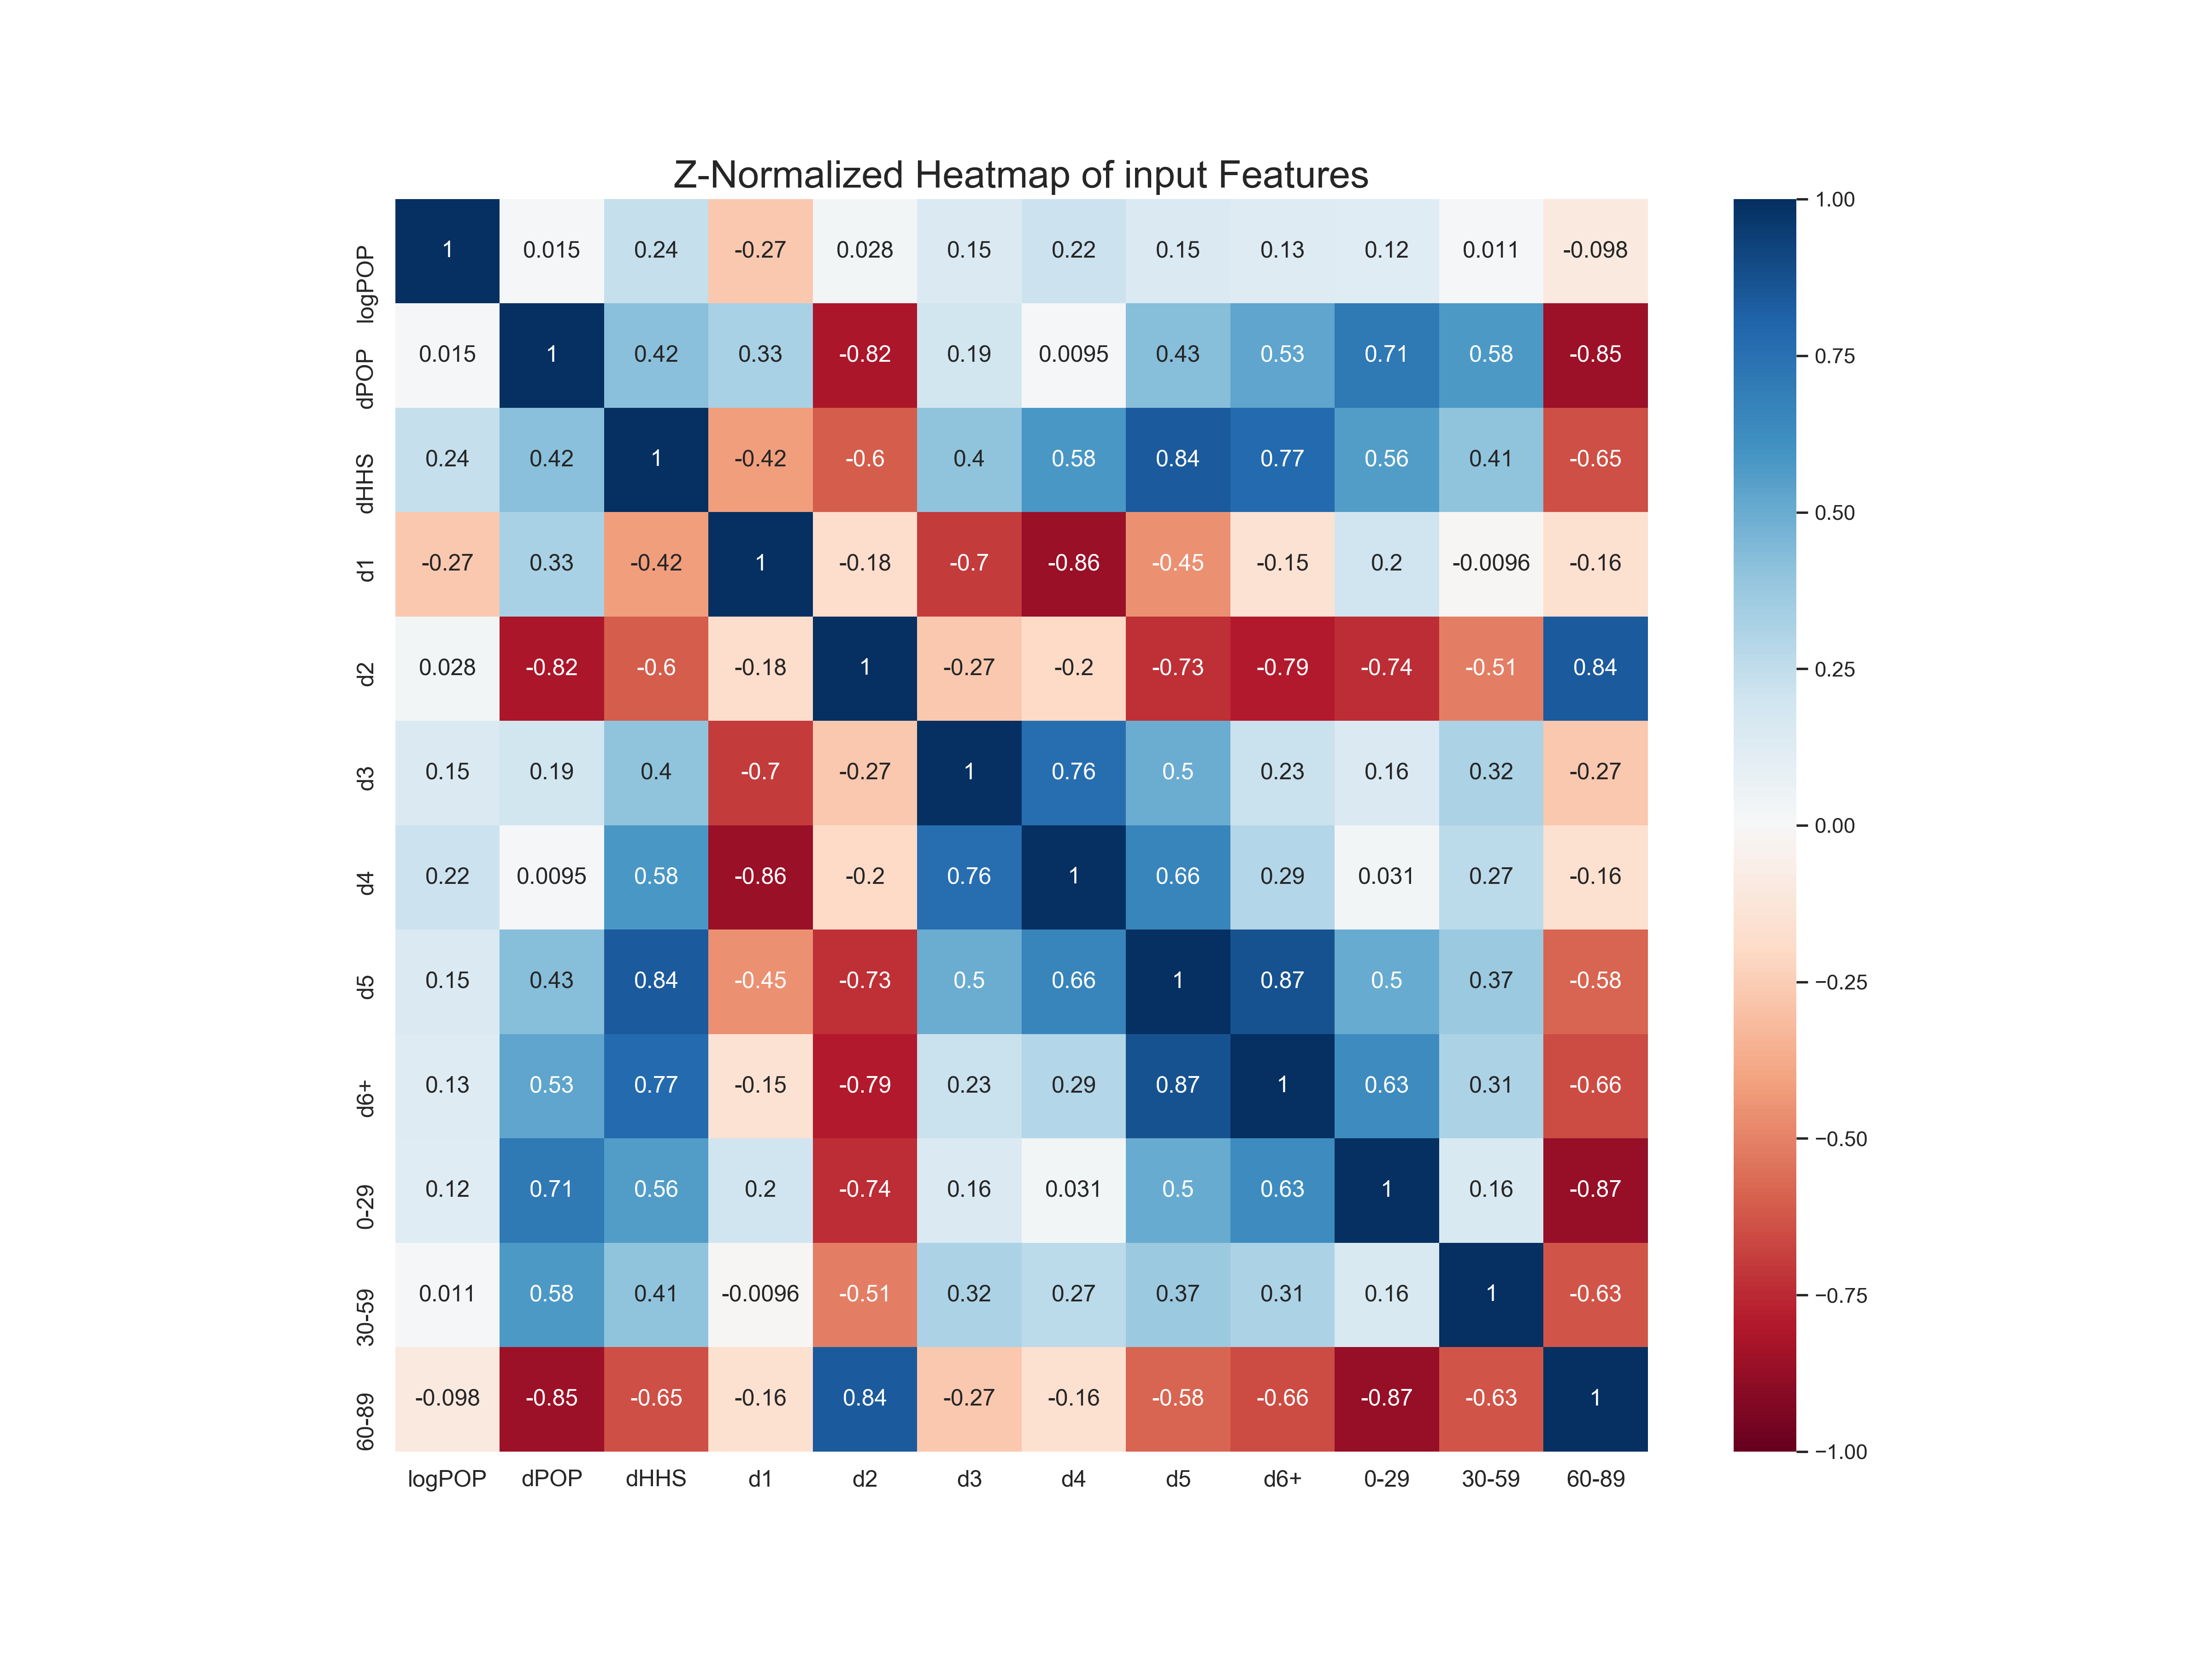 Z-Normalized Heatmap of input Features
logPOP 1 0.015 0.24 -0.27 0.028 0.15 0.22 0.15 0.13 0.12 0.011 -0.098
dPOP 0.015 1 0.42 0.33 -0.82 0.19 0.0095 0.43 0.53 0.71 0.58 -0.85
dHHS 0.24 0.42 1 -0.42 -0.6 0.4 0.58 0.84 0.77 0.56 0.41 -0.65
d1 -0.27 0.33 -0.42 1 -0.18 -0.7 -0.86 -0.45 -0.15 0.2 -0.0096 -0.16
d2 0.028 -0.82 -0.6 -0.18 1 -0.27 -0.2 -0.73 -0.79 -0.74 -0.51 0.84
d3 0.15 0.19 0.4 -0.7 -0.27 1 0.76 0.5 0.23 0.16 0.32 -0.27
d4 0.22 0.0095 0.58 -0.86 -0.2 0.76 1 0.66 0.29 0.031 0.27 -0.16
d5 0.15 0.43 0.84 -0.45 -0.73 0.5 0.66 1 0.87 0.5 0.37 -0.58
d6+ 0.13 0.53 0.77 -0.15 -0.79 0.23 0.29 0.87 1 0.63 0.31 -0.66
0-29 0.12 0.71 0.56 0.2 -0.74 0.16 0.031 0.5 0.63 1 0.16 -0.87
30-59 0.011 0.58 0.41 -0.0096 -0.51 0.32 0.27 0.37 0.31 0.16 1 -0.63
60-89 -0.098 -0.85 -0.65 -0.16 0.84 -0.27 -0.16 -0.58 -0.66 -0.87 -0.63 1
logPOP dPOP dHHS d1 d2 d3 d4 d5 d6+ 0-29 30-59 60-89
1.00
0.75
0.50
0.25
0.00
−0.25
−0.50
−0.75
−1.00